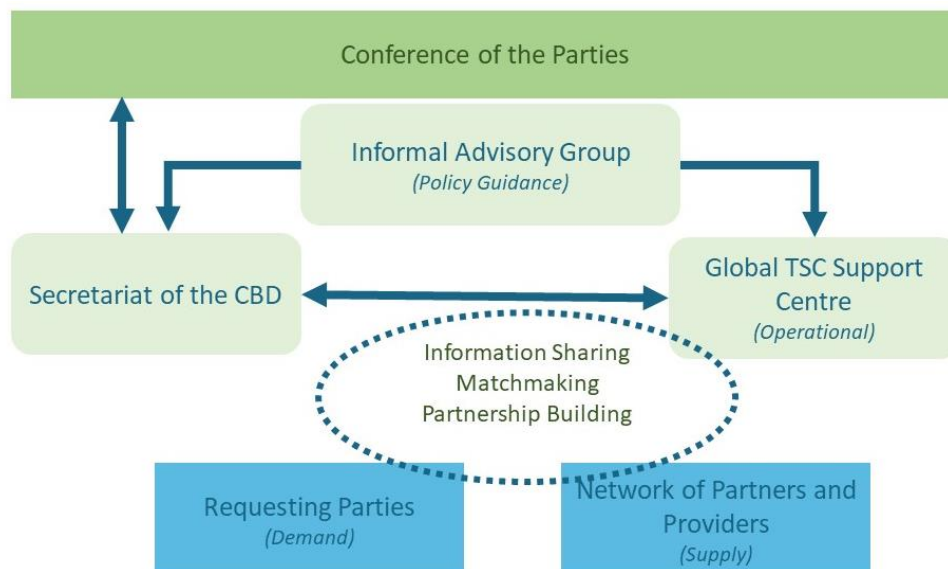 Conference of the Parties
Informal Advisory Group
(Policy Guidance)
Secretariat of the CBD
Global TSC Support
Centre
(Operational)
Information Sharing
Matchmaking
Partnership Building
Requesting Parties
(Demand)
Network of Partners and
Providers
(Supply)